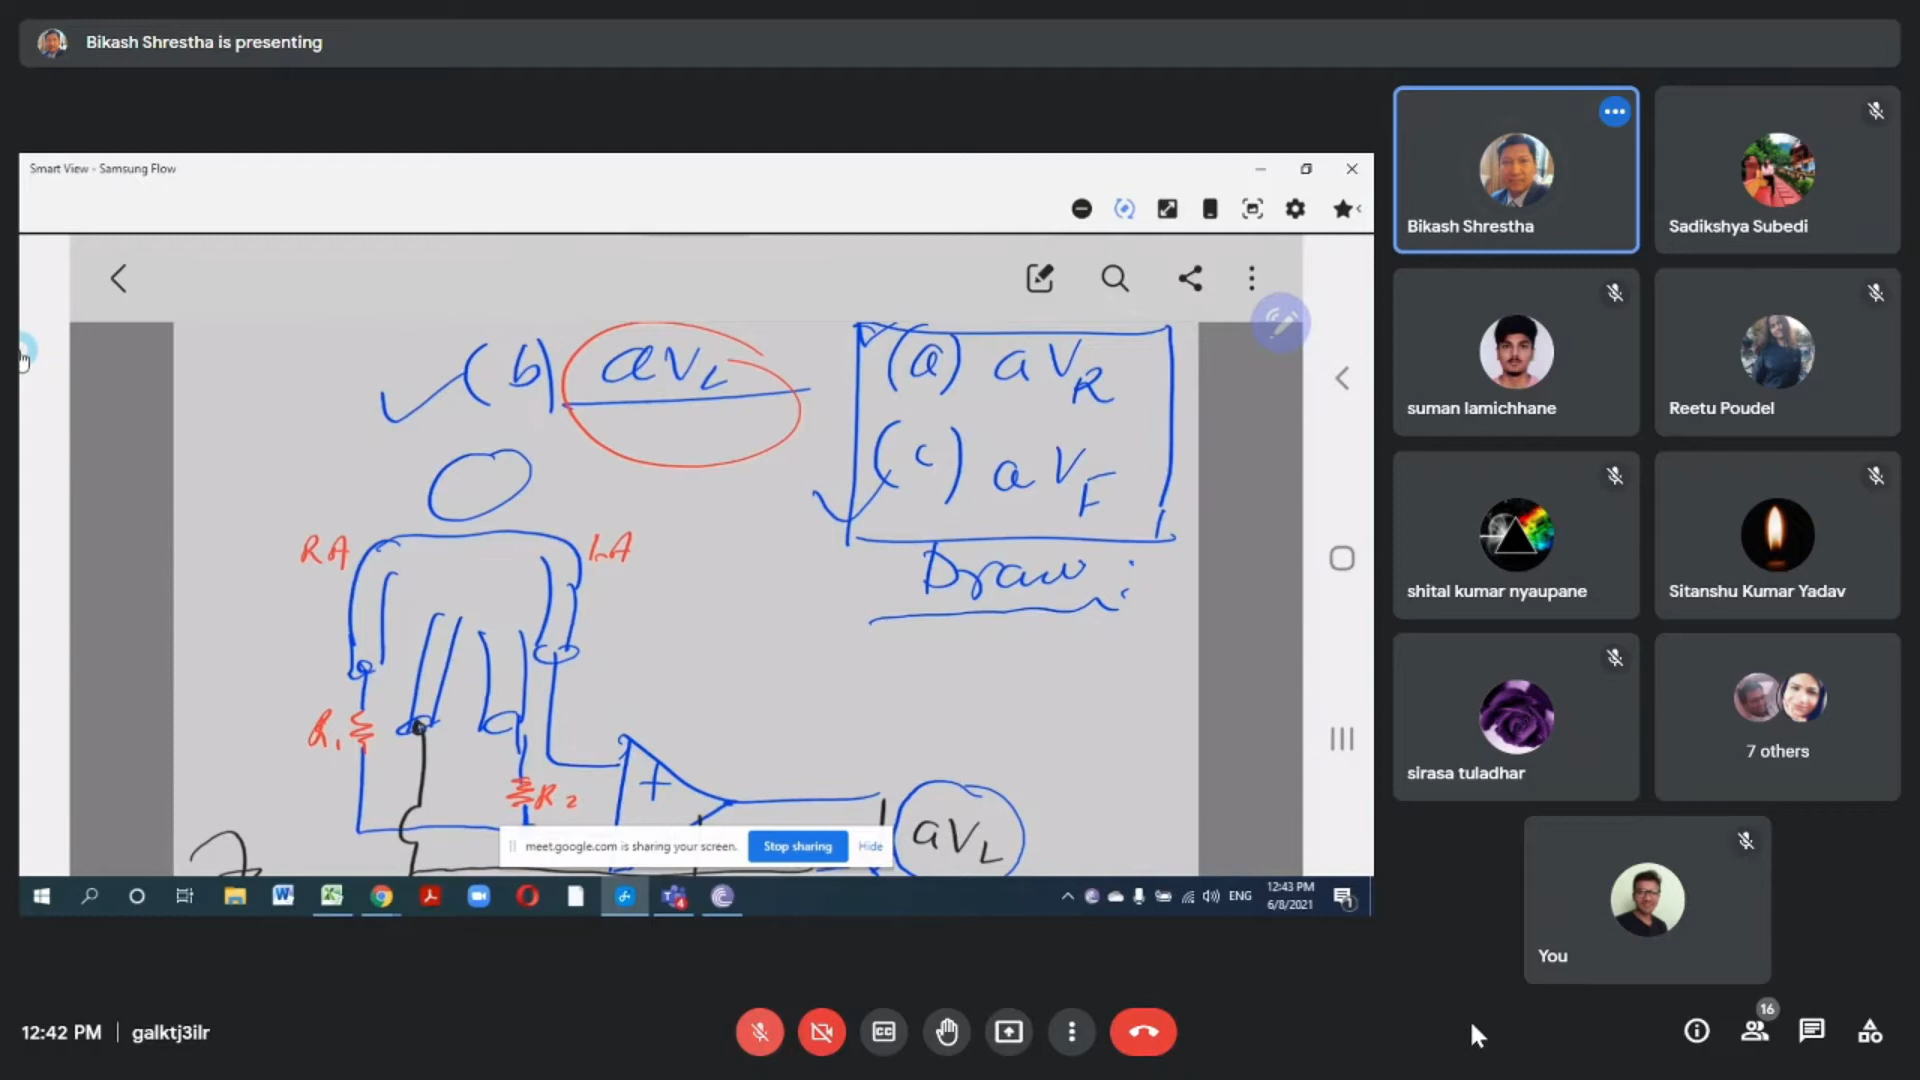 Bikash Shrestha is presenting
Smart View - Samsung Flow
(b) aVL
(a) aVR
(c) aVF
Draw :
RA
LA
R1
R2
+
aVL
meet.google.com is sharing your screen.
Stop sharing
Hide
ENG
12:43 PM
6/8/2021
Bikash Shrestha
Sadikshya Subedi
suman lamichhane
Reetu Poudel
shital kumar nyaupane
Sitanshu Kumar Yadav
sirasa tuladhar
7 others
You
12:42 PM | galktj3ilr
16